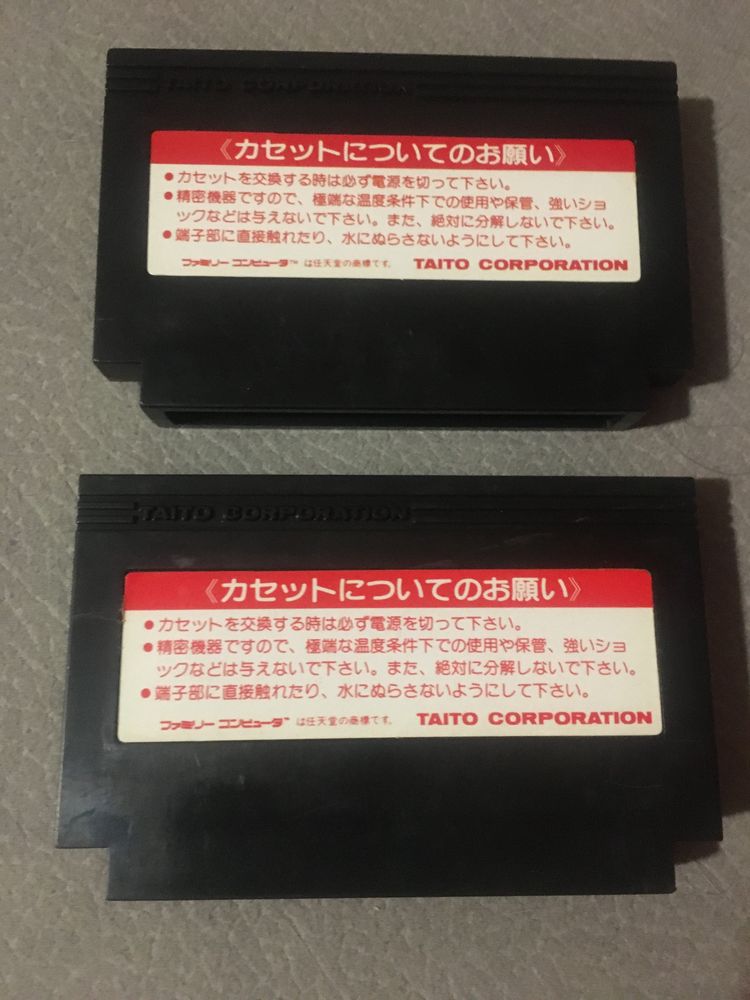 TAITO CORPORATION
《カセットについてのお願い》
●カセットを交換する時は必ず電源を切って下さい。
●精密機器ですので、極端な温度条件下での使用や保管、強いショ
ックなどは与えないで下さい。また、絶対に分解しないで下さい。
●端子部に直接触れたり、水にぬらさないようにして下さい。
ファミリーコンピュータ™は任天堂の商標です。 TAITO CORPORATION
TAITO CORPORATION
《カセットについてのお願い》
●カセットを交換する時は必ず電源を切って下さい。
●精密機器ですので、極端な温度条件下での使用や保管、強いショ
ックなどは与えないで下さい。また、絶対に分解しないで下さい。
●端子部に直接触れたり、水にぬらさないようにして下さい。
ファミリーコンピュータ™は任天堂の商標です。 TAITO CORPORATION